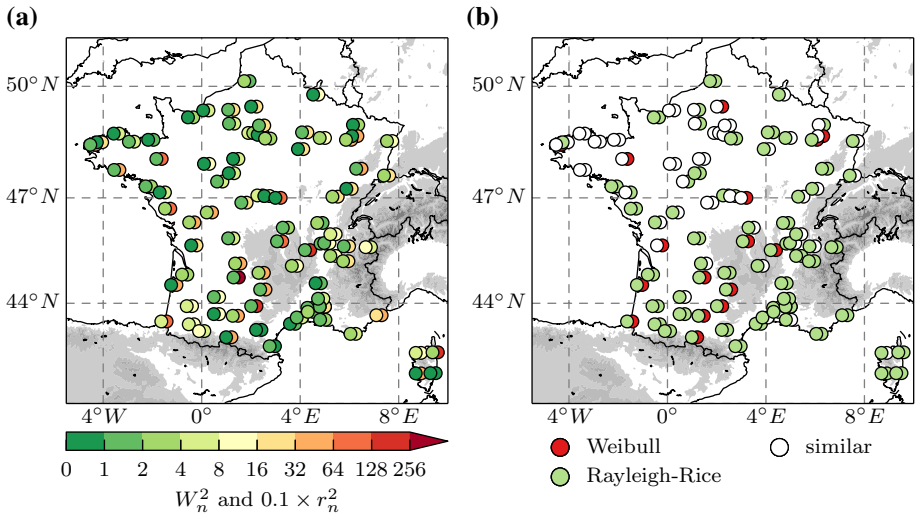 (a) (b)
50° N
47° N
44° N
4° W 0° 4° E 8° E
50° N
47° N
44° N
4° W 0° 4° E 8° E
0 1 2 4 8 16 32 64 128 256
W_n^2 and 0.1 × r_n^2
Weibull similar
Rayleigh-Rice